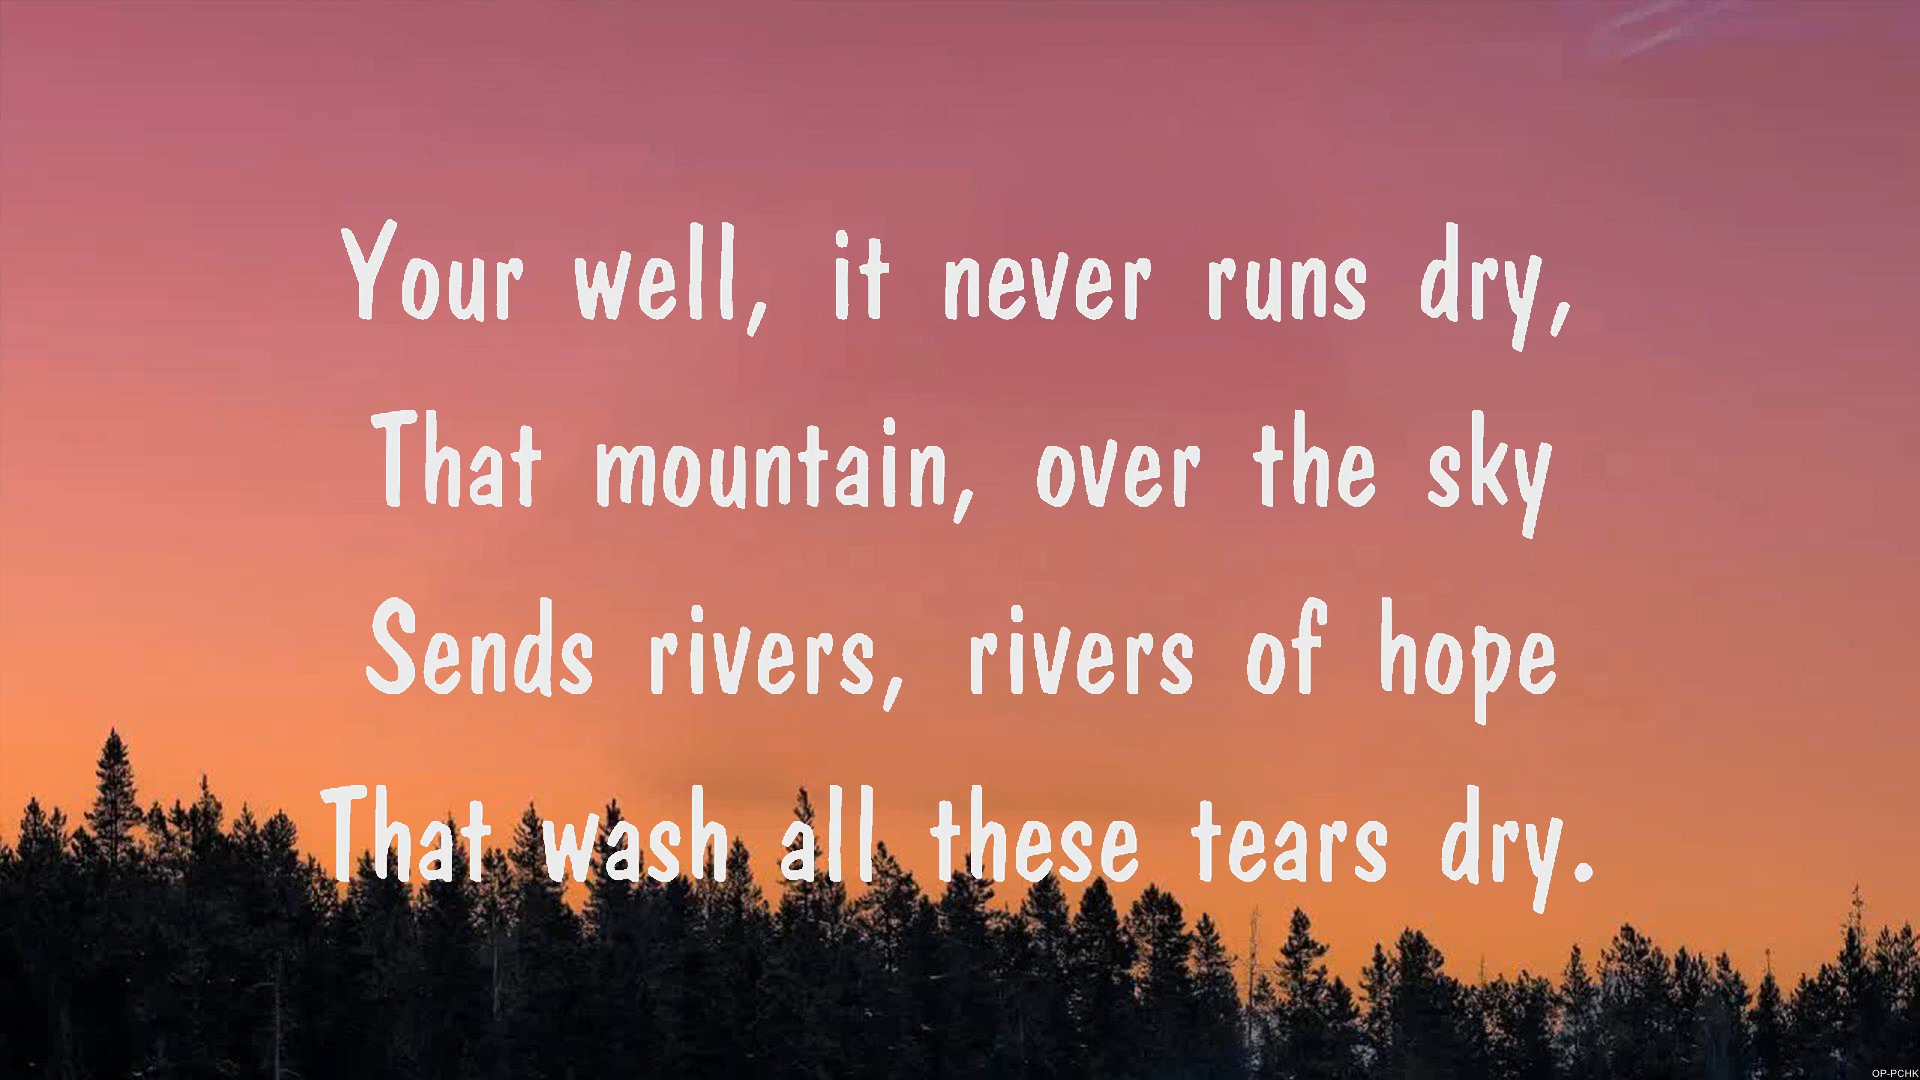 Your well, it never runs dry,
That mountain, over the sky
Sends rivers, rivers of hope
That wash all these tears dry.
OP-PCHK